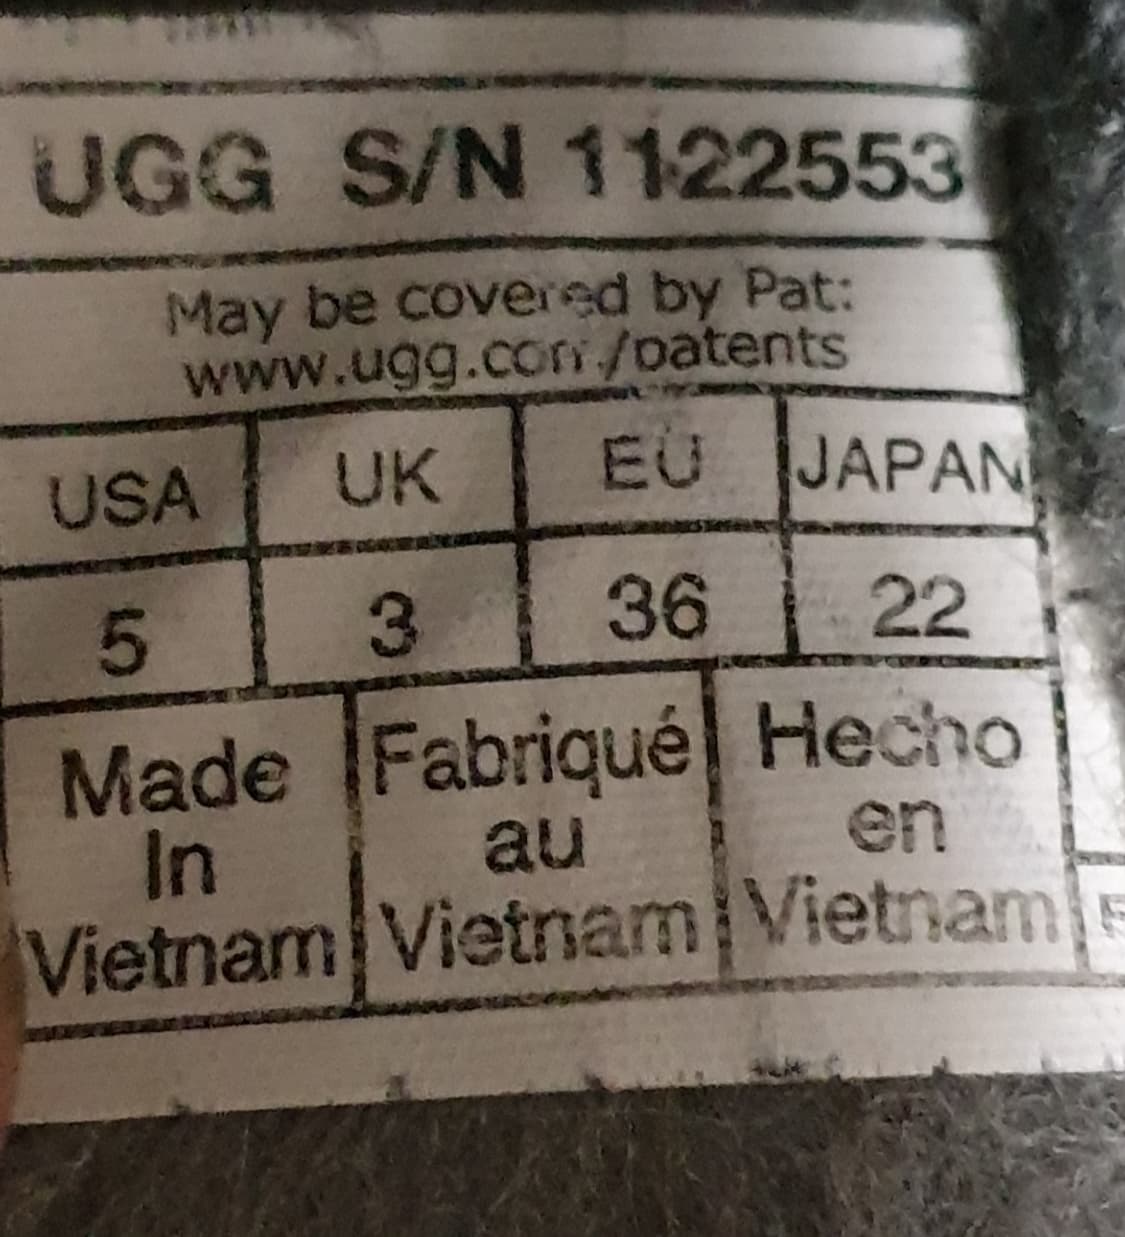 UGG S/N 1122553
May be covered by Pat:
www.ugg.com/patents
USA UK EU JAPAN
5 3 36 22
Made
In
Vietnam
Fabriqué
au
Vietnam
Hecho
en
Vietnam